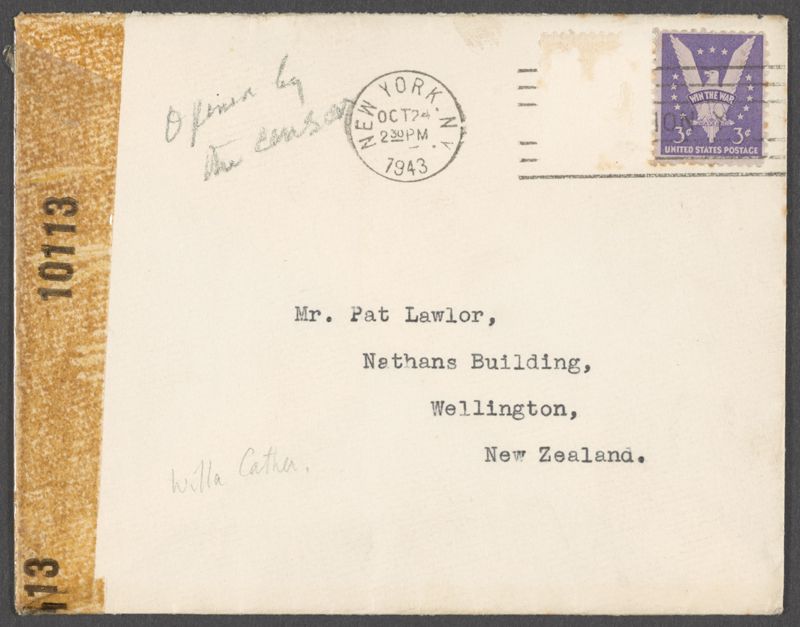 Opened by
the censor
NEW YORK, N.Y.
OCT 24
2 30 PM
1943
WIN THE WAR
3¢ 3¢
UNITED STATES POSTAGE
10113
Mr. Pat Lawlor,
Nathans Building,
Wellington,
New Zealand.
Willa Cather.
113